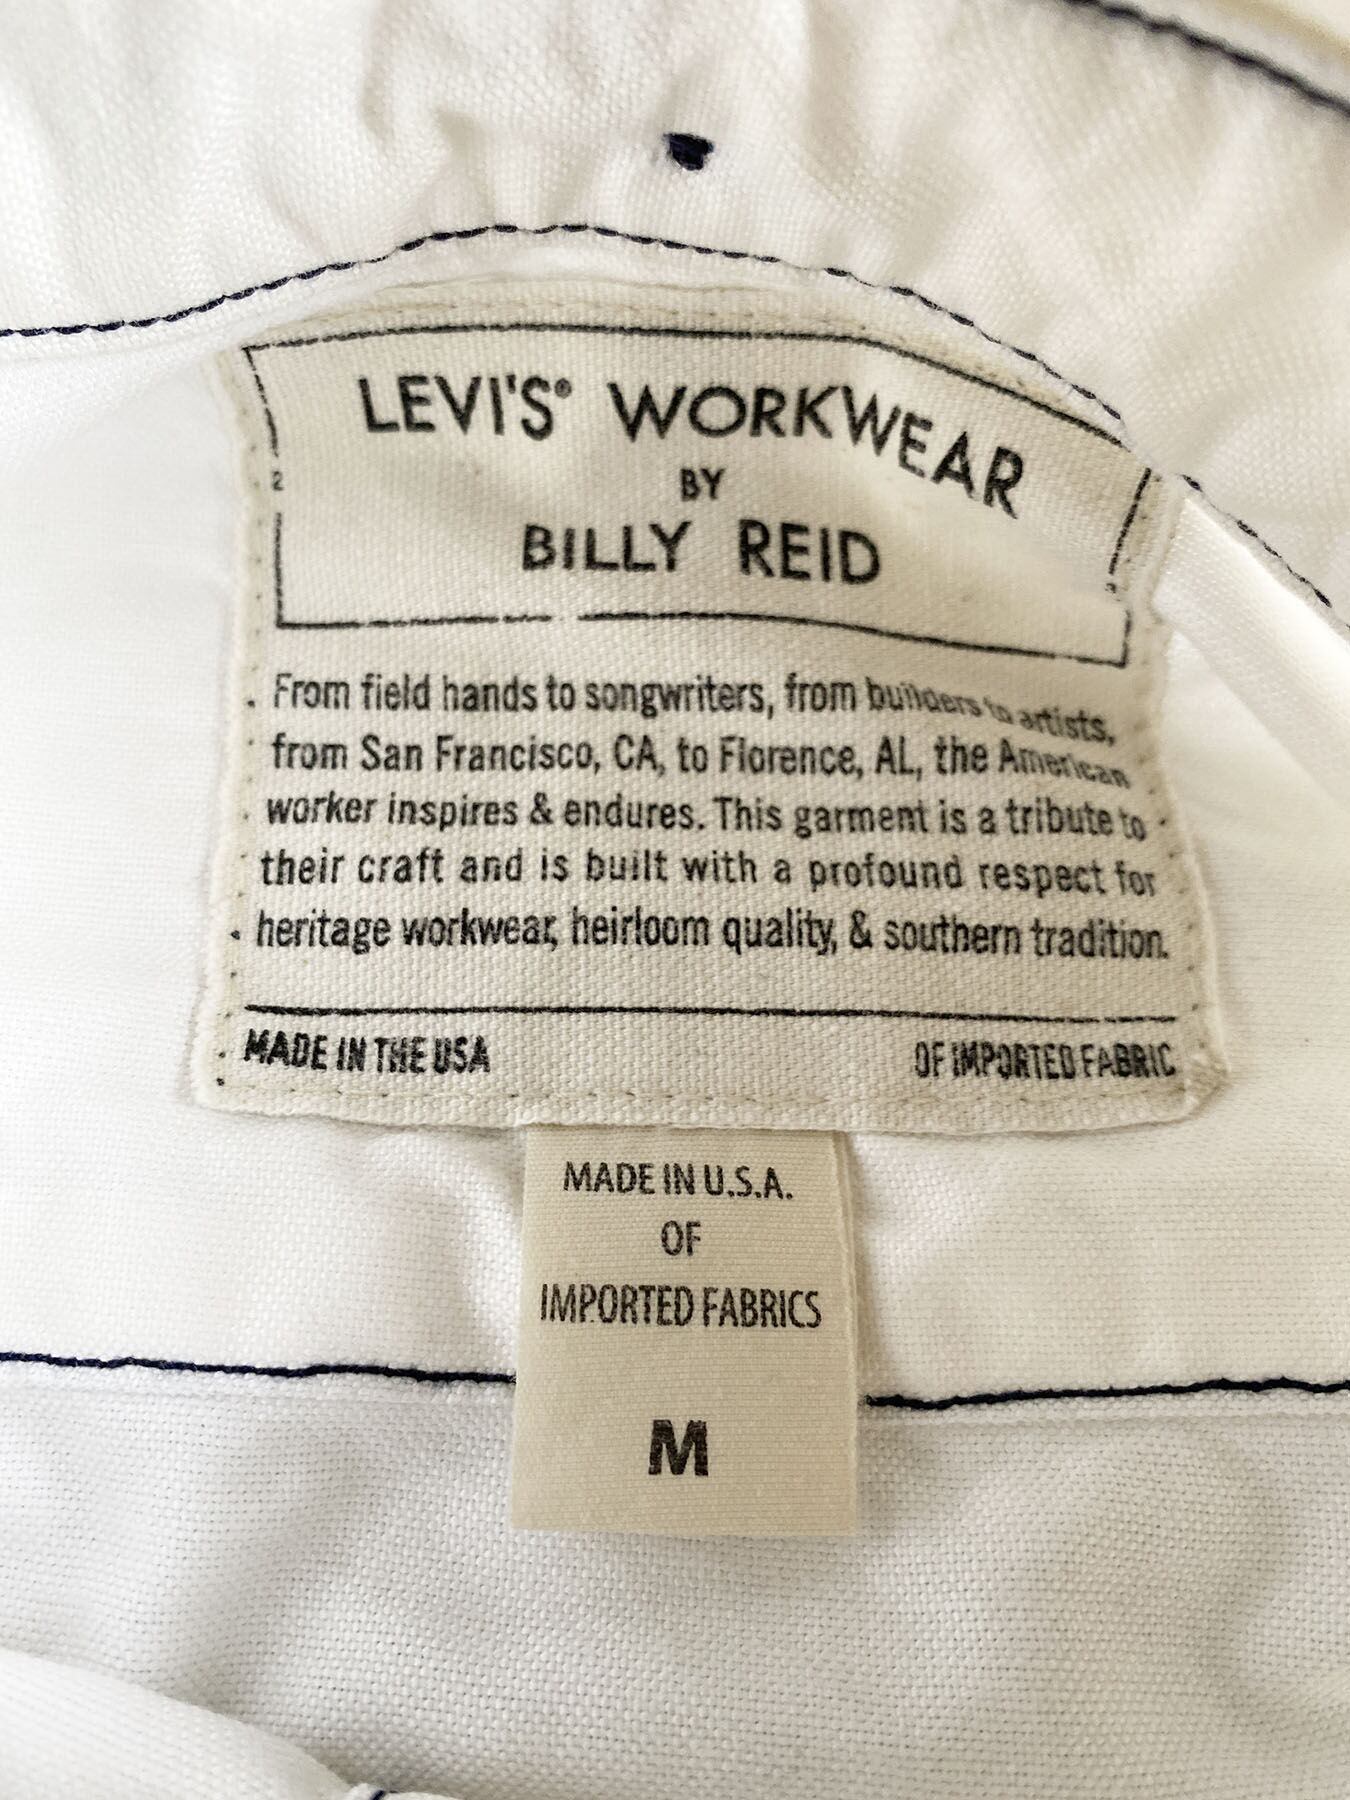 LEVI'S® WORKWEAR
BY
BILLY REID
From field hands to songwriters, from builders to artists,
from San Francisco, CA, to Florence, AL, the American
worker inspires & endures. This garment is a tribute to
their craft and is built with a profound respect for
heritage workwear, heirloom quality, & southern tradition.
MADE IN THE USA OF IMPORTED FABRIC
MADE IN U.S.A.
OF
IMPORTED FABRICS
M